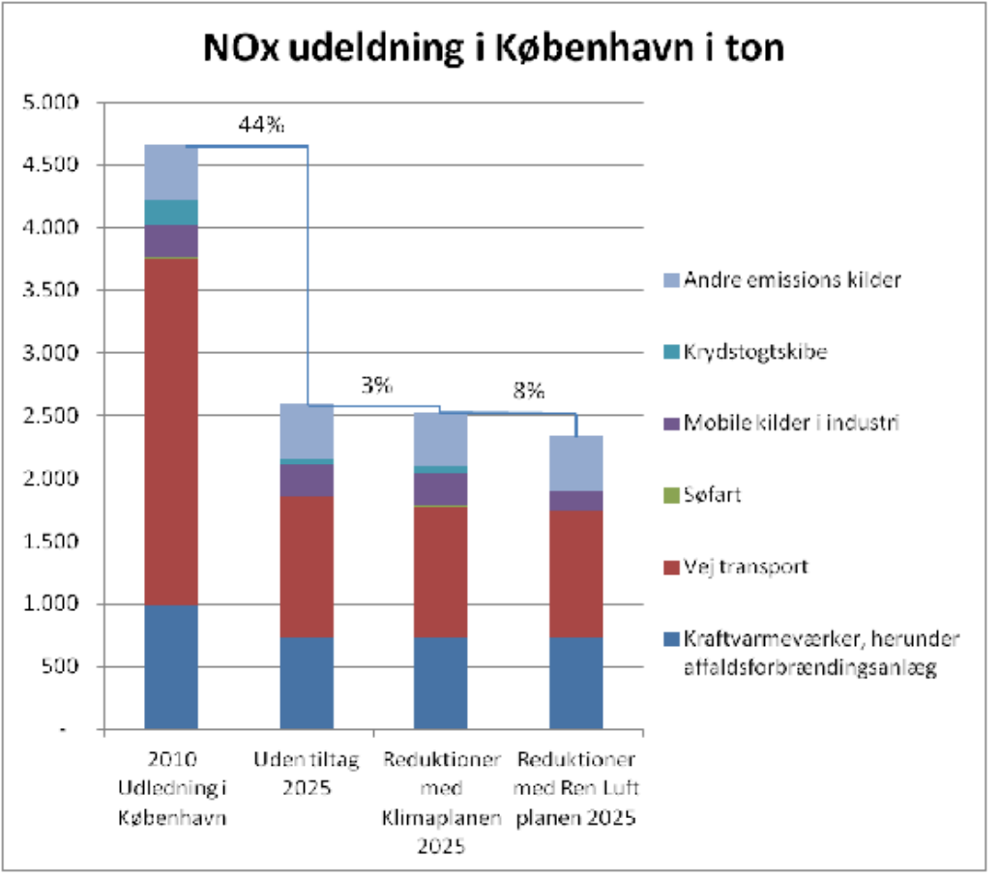 NOx udeldning i København i ton
5.000
4.500
4.000
3.500
3.000
2.500
2.000
1.500
1.000
500
-
44%
3%
8%
Andre emissions kilder
Krydstogtskibe
Mobile kilder i industri
Søfart
Vej transport
Kraftvarmeværker, herunder
affaldsforbrændingsanlæg
2010
Udledning i
København
Uden tiltag
2025
Reduktioner
med
Klimaplanen
2025
Reduktioner
med Ren Luft
planen 2025